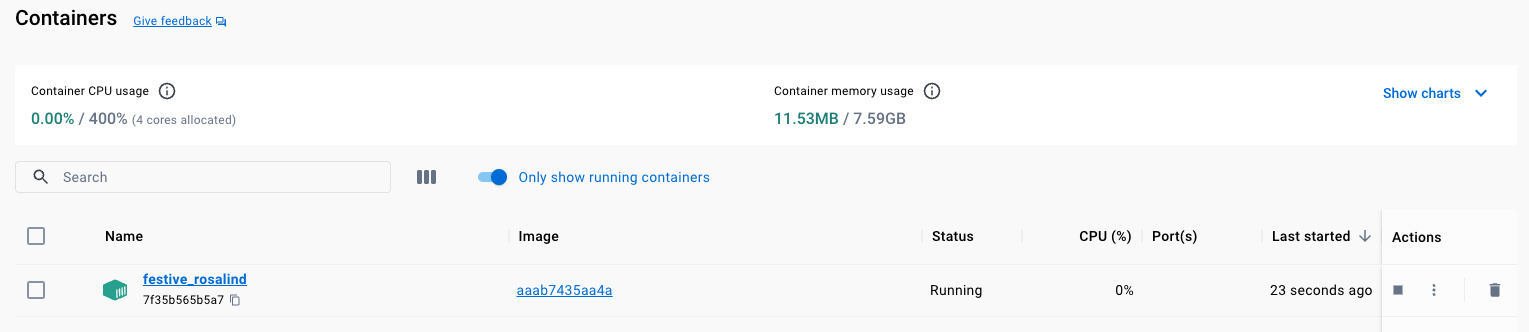 Containers Give feedback
Container CPU usage Container memory usage Show charts
0.00% / 400% (4 cores allocated) 11.53MB / 7.59GB
Search Only show running containers
Name Image Status CPU (%) Port(s) Last started Actions
festive_rosalind
7f35b565b5a7 aaab7435aa4a Running 0% 23 seconds ago